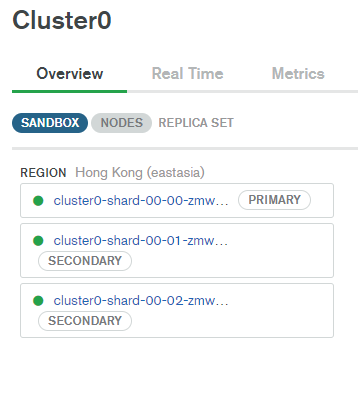 Cluster0
Overview Real Time Metrics
SANDBOX NODES REPLICA SET
REGION Hong Kong (eastasia)
cluster0-shard-00-00-zmw... PRIMARY
cluster0-shard-00-01-zmw...
SECONDARY
cluster0-shard-00-02-zmw...
SECONDARY